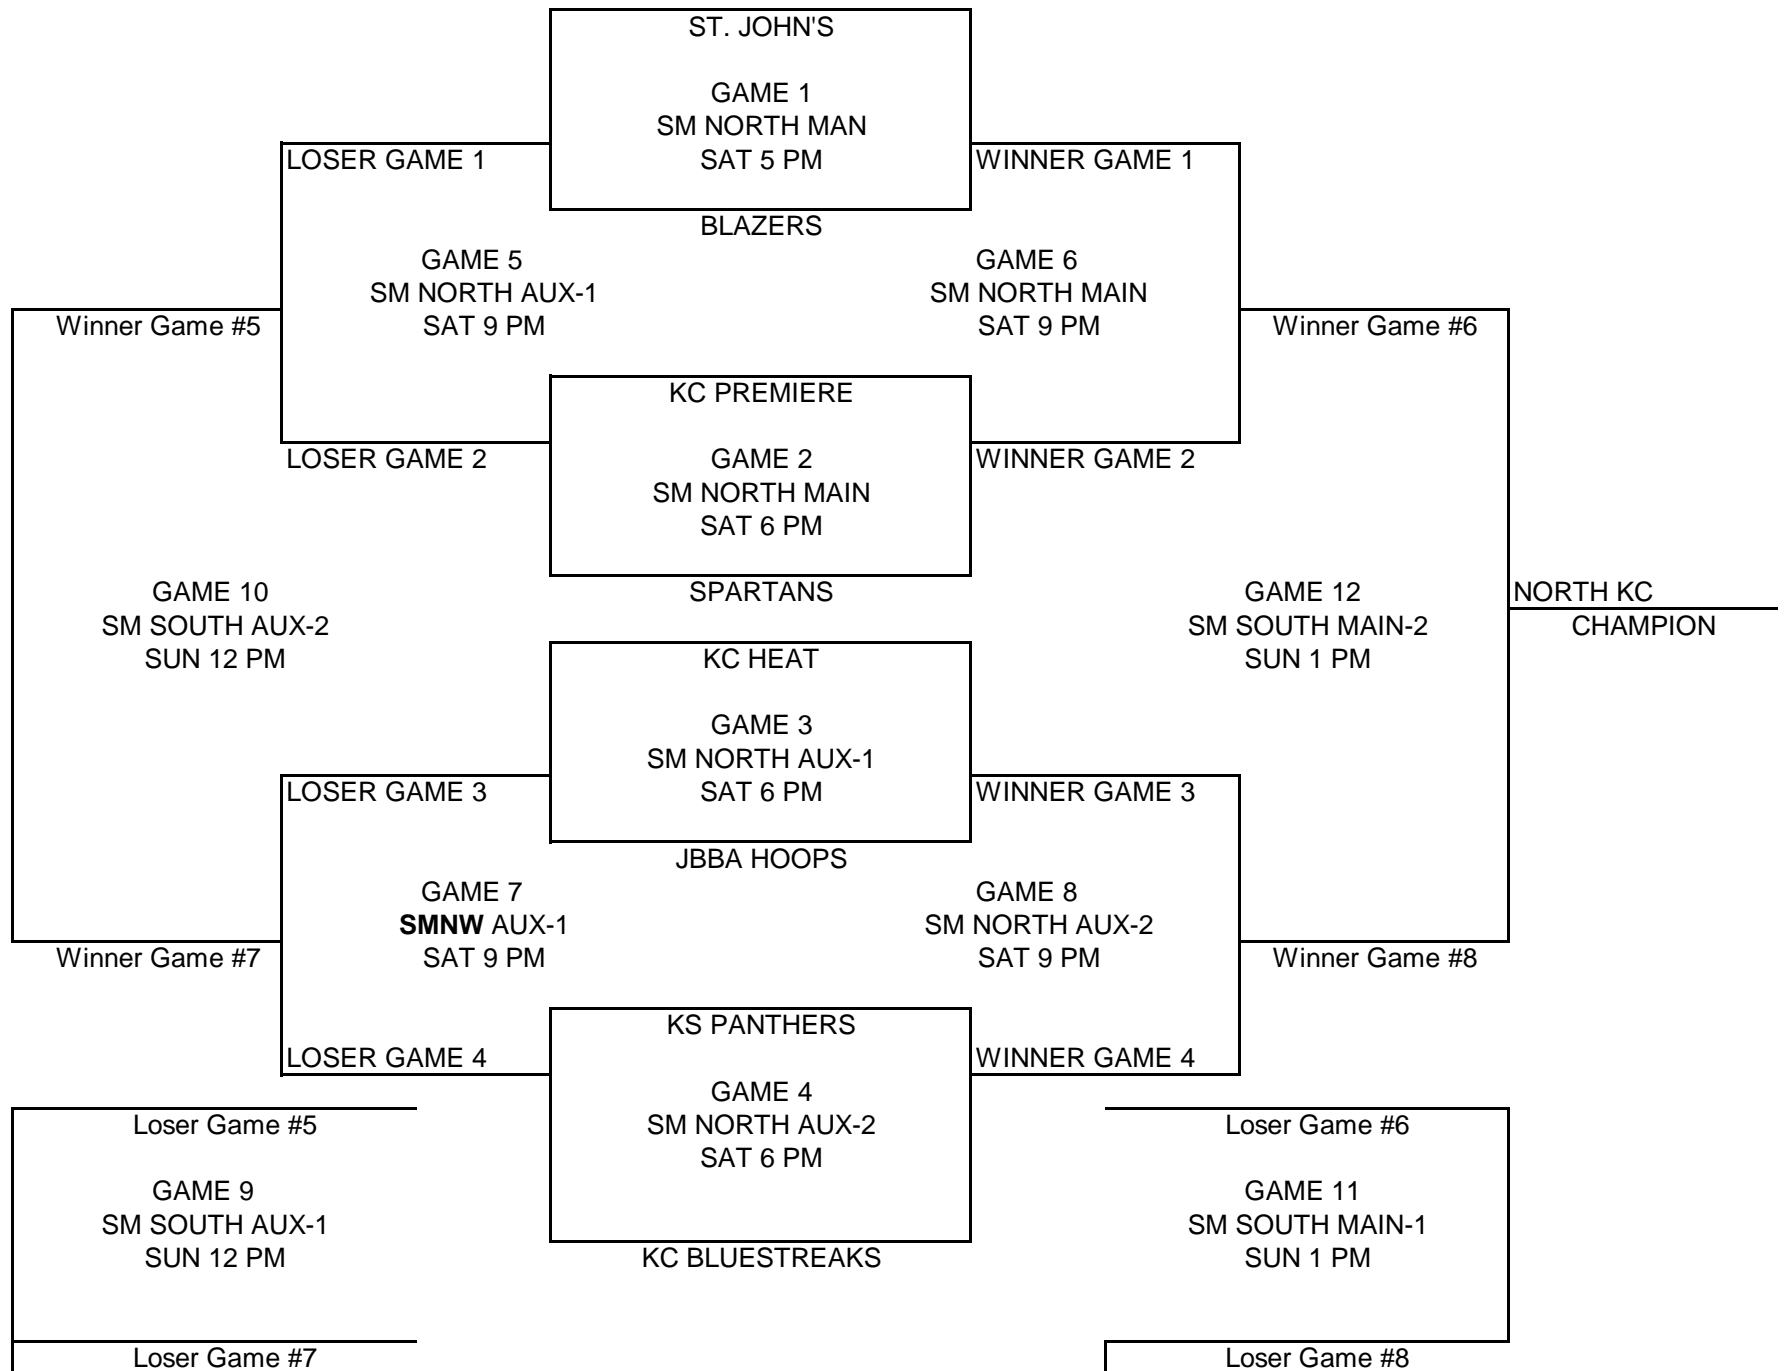 ST. JOHN'S
GAME 1
SM NORTH MAN
LOSER GAME 1 SAT 5 PM WINNER GAME 1
BLAZERS
GAME 5 GAME 6
SM NORTH AUX-1 SM NORTH MAIN
Winner Game #5 SAT 9 PM SAT 9 PM Winner Game #6
KC PREMIERE
LOSER GAME 2 GAME 2 WINNER GAME 2
SM NORTH MAIN
SAT 6 PM
GAME 10 SPARTANS GAME 12 NORTH KC
SM SOUTH AUX-2 SM SOUTH MAIN-2 CHAMPION
SUN 12 PM KC HEAT SUN 1 PM
GAME 3
SM NORTH AUX-1
LOSER GAME 3 SAT 6 PM WINNER GAME 3
JBBA HOOPS
GAME 7 GAME 8
SMNW AUX-1 SM NORTH AUX-2
Winner Game #7 SAT 9 PM SAT 9 PM Winner Game #8
KS PANTHERS
LOSER GAME 4 WINNER GAME 4
GAME 4
Loser Game #5 SM NORTH AUX-2 Loser Game #6
SAT 6 PM
GAME 9 GAME 11
SM SOUTH AUX-1 SM SOUTH MAIN-1
SUN 12 PM KC BLUESTREAKS SUN 1 PM
Loser Game #7 Loser Game #8